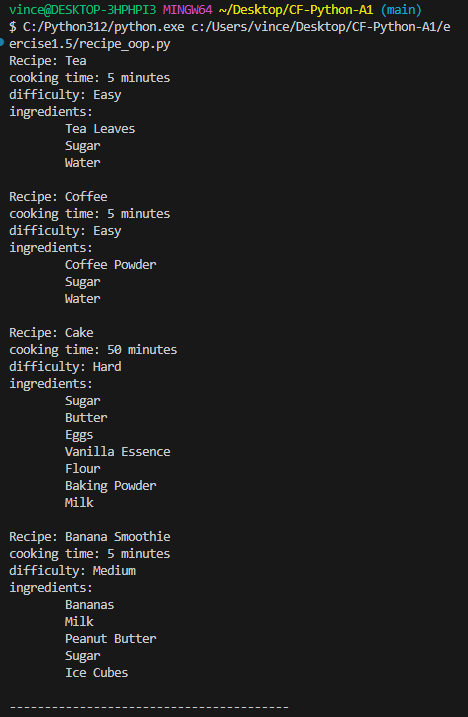 vince@DESKTOP-3HPHPI3 MINGW64 ~/Desktop/CF-Python-A1 (main)
$ C:/Python312/python.exe c:/Users/vince/Desktop/CF-Python-A1/e
ercise1.5/recipe_oop.py
Recipe: Tea
cooking time: 5 minutes
difficulty: Easy
ingredients:
        Tea Leaves
        Sugar
        Water

Recipe: Coffee
cooking time: 5 minutes
difficulty: Easy
ingredients:
        Coffee Powder
        Sugar
        Water

Recipe: Cake
cooking time: 50 minutes
difficulty: Hard
ingredients:
        Sugar
        Butter
        Eggs
        Vanilla Essence
        Flour
        Baking Powder
        Milk

Recipe: Banana Smoothie
cooking time: 5 minutes
difficulty: Medium
ingredients:
        Bananas
        Milk
        Peanut Butter
        Sugar
        Ice Cubes

----------------------------------------